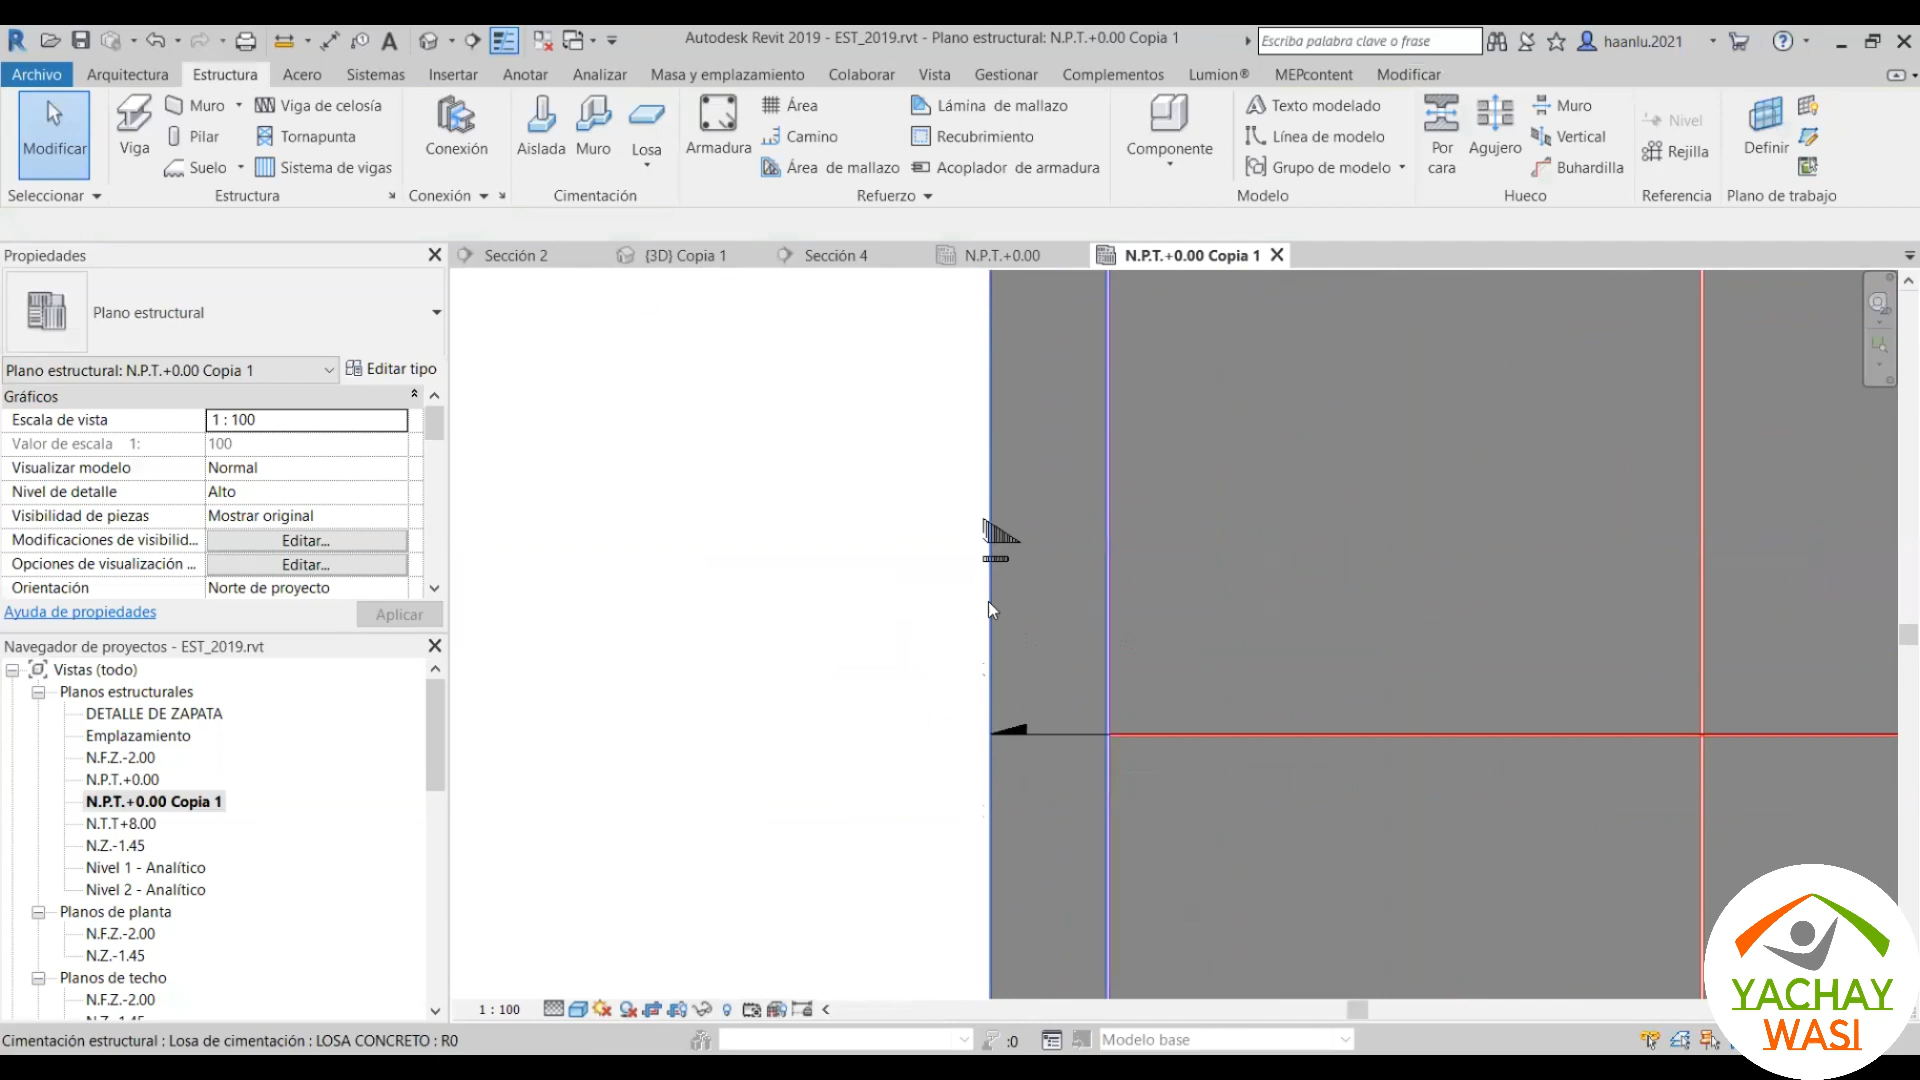 Autodesk Revit 2019 - EST_2019.rvt - Plano estructural: N.P.T.+0.00 Copia 1
Escriba palabra clave o frase
haanlu.2021
Archivo Arquitectura Estructura Acero Sistemas Insertar Anotar Analizar Masa y emplazamiento Colaborar Vista Gestionar Complementos Lumion® MEPcontent Modificar
Modificar
Viga
Muro
Pilar
Suelo
Viga de celosía
Tornapunta
Sistema de vigas
Conexión
Aislada
Muro
Losa
Armadura
Área
Camino
Área de mallazo
Lámina de mallazo
Recubrimiento
Acoplador de armadura
Componente
Texto modelado
Línea de modelo
Grupo de modelo
Por cara
Agujero
Muro
Vertical
Buhardilla
Nivel
Rejilla
Definir
Seleccionar Estructura Conexión Cimentación Refuerzo Modelo Hueco Referencia Plano de trabajo
Propiedades
Sección 2 {3D} Copia 1 Sección 4 N.P.T.+0.00 N.P.T.+0.00 Copia 1
Plano estructural
Plano estructural: N.P.T.+0.00 Copia 1 Editar tipo
Gráficos
Escala de vista 1 : 100
Valor de escala 1: 100
Visualizar modelo Normal
Nivel de detalle Alto
Visibilidad de piezas Mostrar original
Modificaciones de visibilid... Editar...
Opciones de visualización ... Editar...
Orientación Norte de proyecto
Ayuda de propiedades Aplicar
Navegador de proyectos - EST_2019.rvt
Vistas (todo)
Planos estructurales
DETALLE DE ZAPATA
Emplazamiento
N.F.Z.-2.00
N.P.T.+0.00
N.P.T.+0.00 Copia 1
N.T.T+8.00
N.Z.-1.45
Nivel 1 - Analítico
Nivel 2 - Analítico
Planos de planta
N.F.Z.-2.00
N.Z.-1.45
Planos de techo
N.F.Z.-2.00
1 : 100
Cimentación estructural : Losa de cimentación : LOSA CONCRETO : R0
:0
Modelo base
YACHAY
WASI